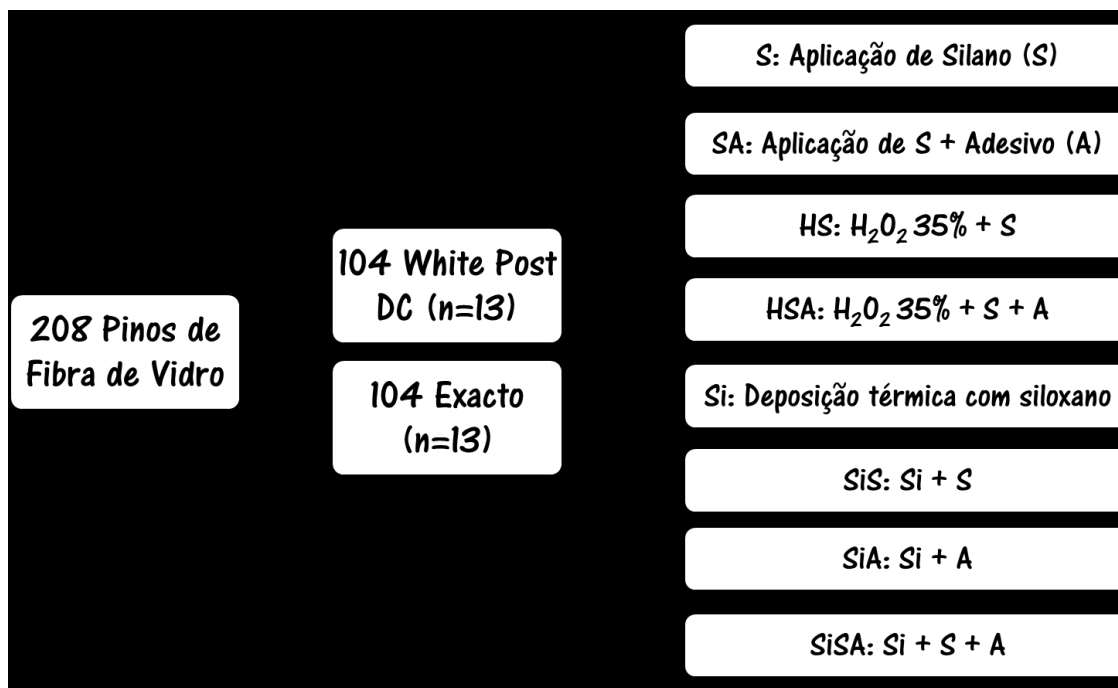 208 Pinos de
Fibra de Vidro
104 White Post
DC (n=13)
104 Exacto
(n=13)
S: Aplicação de Silano (S)
SA: Aplicação de S + Adesivo (A)
HS: H₂O₂ 35% + S
HSA: H₂O₂ 35% + S + A
Si: Deposição térmica com siloxano
SiS: Si + S
SiA: Si + A
SiSA: Si + S + A